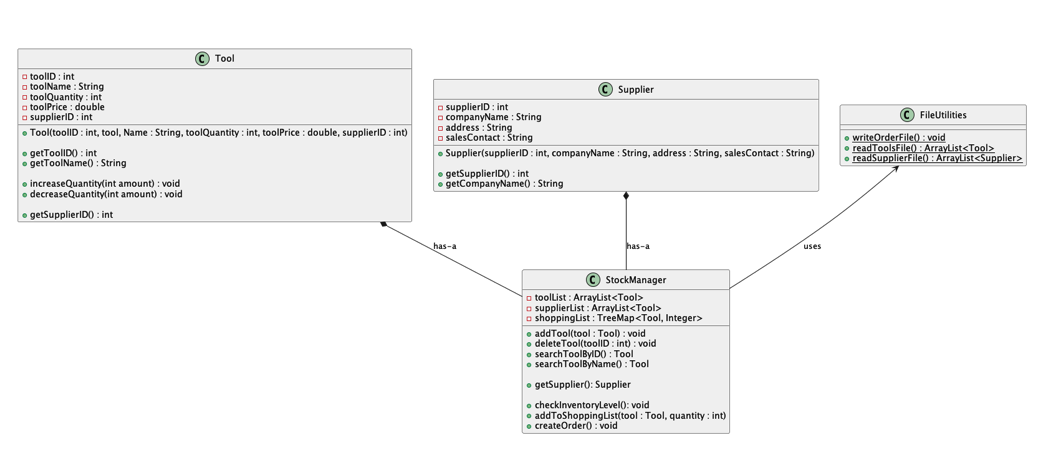 C Tool
toolID : int
toolName : String
toolQuantity : int
toolPrice : double
supplierID : int
Tool(toolID : int, tool, Name : String, toolQuantity : int, toolPrice : double, supplierID : int)
getToolID() : int
getToolName() : String
increaseQuantity(int amount) : void
decreaseQuantity(int amount) : void
getSupplierID() : int
C Supplier
supplierID : int
companyName : String
address : String
salesContact : String
Supplier(supplierID : int, companyName : String, address : String, salesContact : String)
getSupplierID() : int
getCompanyName() : String
C FileUtilities
writeOrderFile() : void
readToolsFile() : ArrayList<Tool>
readSupplierFile() : ArrayList<Supplier>
has-a
has-a
uses
C StockManager
toolList : ArrayList<Tool>
supplierList : ArrayList<Tool>
shoppingList : TreeMap<Tool, Integer>
addTool(tool : Tool) : void
deleteTool(toolID : int) : void
searchToolByID() : Tool
searchToolByName() : Tool
getSupplier(): Supplier
checkInventoryLevel(): void
addToShoppingList(tool : Tool, quantity : int)
createOrder() : void